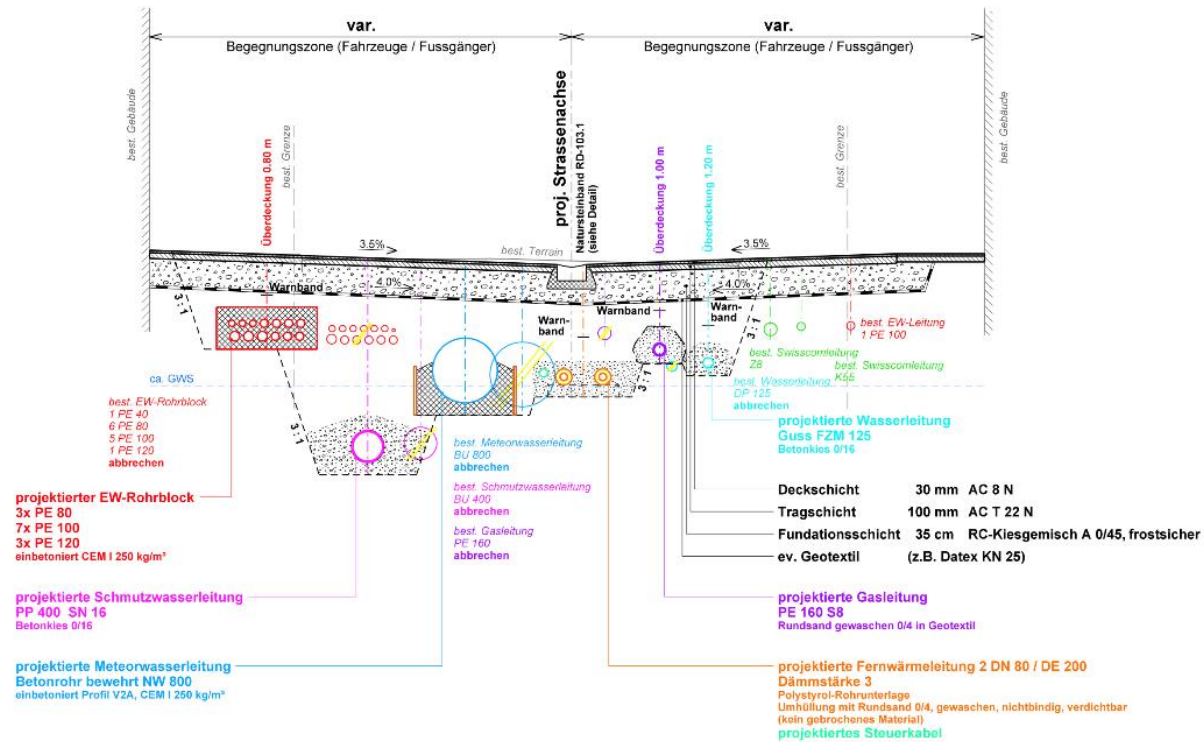 var.
var.
Begegnungszone (Fahrzeuge / Fussgänger)
Begegnungszone (Fahrzeuge / Fussgänger)
best. Gebäude
Überdeckung 0.80 m
best. Grenze
proj. Strassenachse
Natursteinband RD-103.1
(siehe Detail)
Überdeckung 1.00 m
Überdeckung 1.20 m
best. Grenze
best. Gebäude
3.5%
best. Terrain
3.5%
4.0%
4.0%
3 : 1
Warnband
Warn-
band
Warnband
Warn-
band
3 : 1
best. EW-Leitung
1 PE 100
best. Swisscomleitung
Z8
best. Swisscomleitung
K55
ca. GWS
3 : 1
3 : 1
best. Wasserleitung
DP 125
abbrechen
best. EW-Rohrblock
1 PE 40
6 PE 80
5 PE 100
1 PE 120
abbrechen
best. Meteorwasserleitung
BU 800
abbrechen
best. Schmutzwasserleitung
BU 400
abbrechen
best. Gasleitung
PE 160
abbrechen
projektierte Wasserleitung
Guss FZM 125
Betonkies 0/16
projektierter EW-Rohrblock
3x PE 80
7x PE 100
3x PE 120
einbetoniert CEM I 250 kg/m³
Deckschicht 30 mm AC 8 N
Tragschicht 100 mm AC T 22 N
Fundationsschicht 35 cm RC-Kiesgemisch A 0/45, frostsicher
ev. Geotextil (z.B. Datex KN 25)
projektierte Schmutzwasserleitung
PP 400 SN 16
Betonkies 0/16
projektierte Gasleitung
PE 160 S8
Rundsand gewaschen 0/4 in Geotextil
projektierte Meteorwasserleitung
Betonrohr bewehrt NW 800
einbetoniert Profil V2A, CEM I 250 kg/m³
projektierte Fernwärmeleitung 2 DN 80 / DE 200
Dämmstärke 3
Polystyrol-Rohrunterlage
Umhüllung mit Rundsand 0/4, gewaschen, nichtbindig, verdichtbar
(kein gebrochenes Material)
projektiertes Steuerkabel